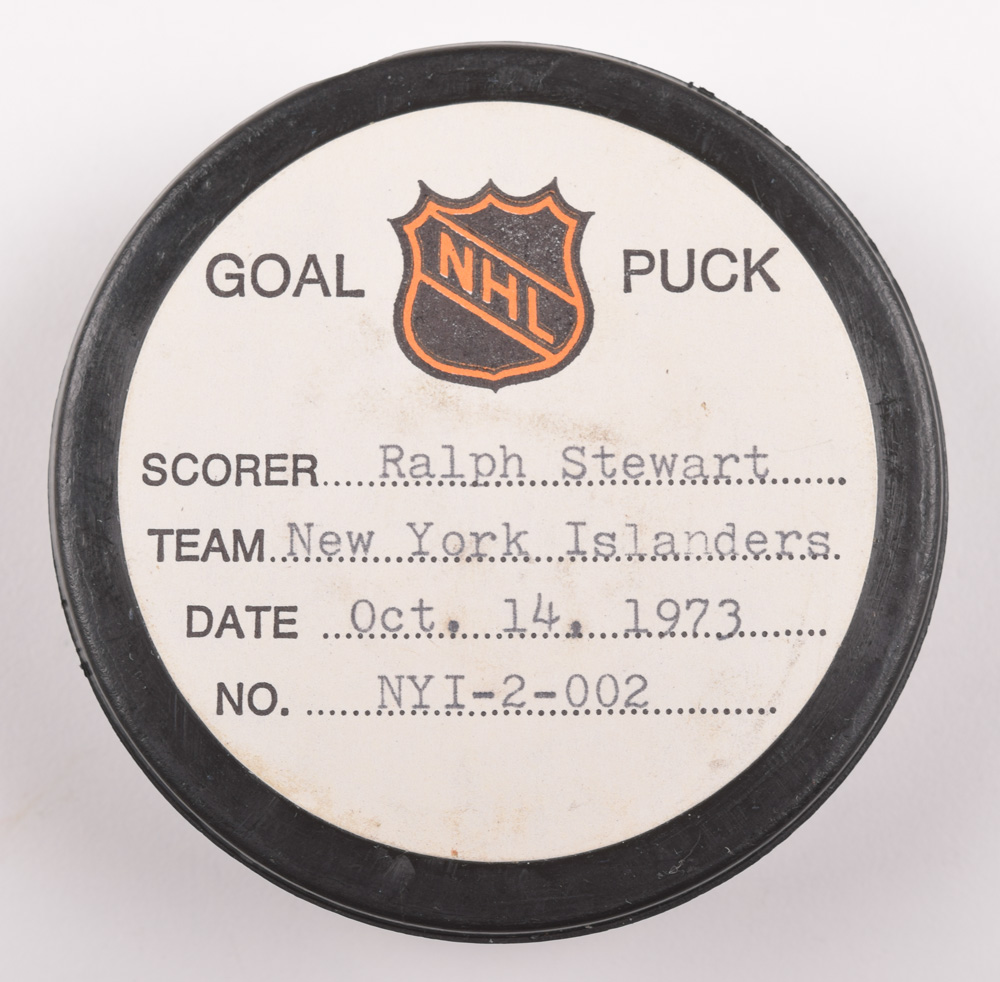 GOAL NHL PUCK
SCORER.....Ralph Stewart.....
TEAM..New York Islanders.
DATE ...Oct. 14, 1973......
NO. .....NYI-2-002.........